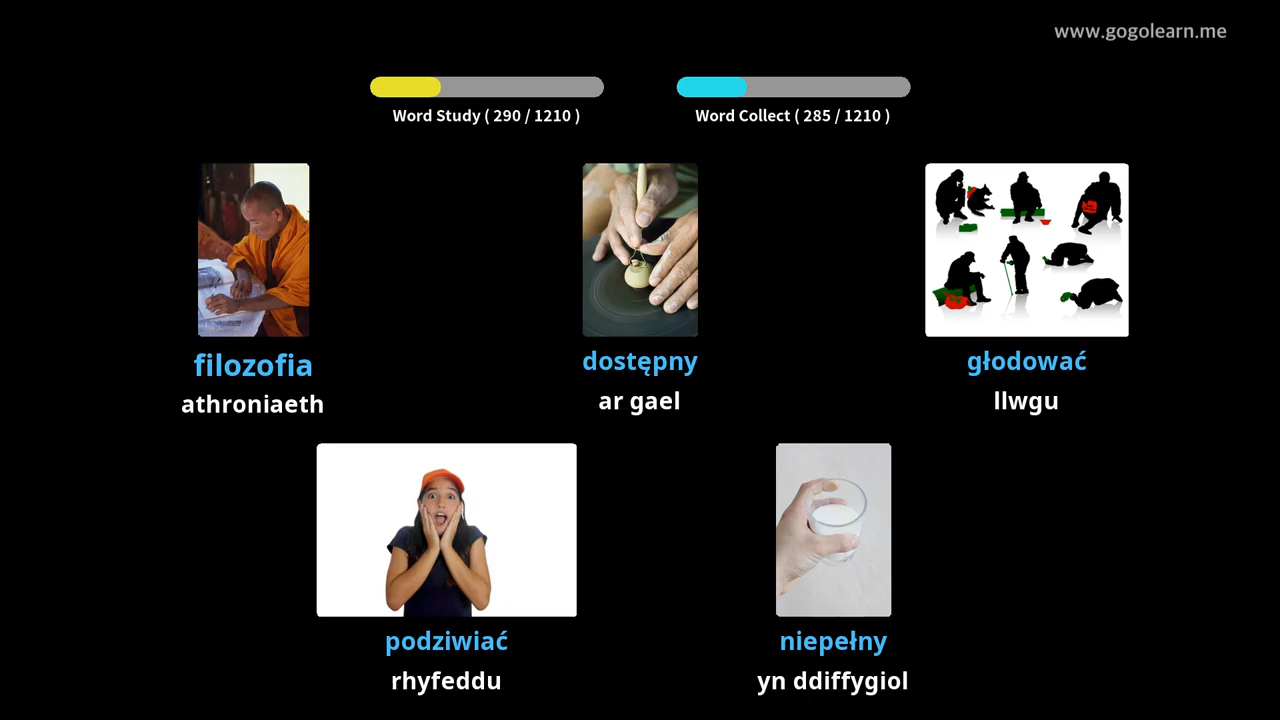 www.gogolearn.me
Word Study ( 290 / 1210 )
Word Collect ( 285 / 1210 )
filozofia
athroniaeth
dostępny
ar gael
głodować
llwgu
podziwiać
rhyfeddu
niepełny
yn ddiffygiol